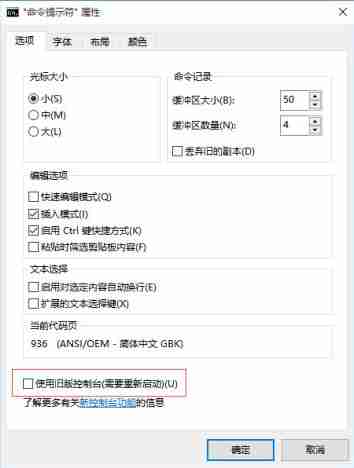 "命令提示符" 属性
选项 字体 布局 颜色
光标大小
小(S)
中(M)
大(L)
命令记录
缓冲区大小(B): 50
缓冲区数量(N): 4
丢弃旧的副本(D)
编辑选项
快速编辑模式(Q)
插入模式(I)
启用 Ctrl 键快捷方式(K)
粘贴时筛选剪贴板内容(F)
文本选择
启用对选定内容自动换行(E)
扩展的文本选择键(X)
当前代码页
936 (ANSI/OEM - 简体中文 GBK)
使用旧版控制台(需要重新启动)(U)
了解更多有关新控制台功能的信息
确定 取消